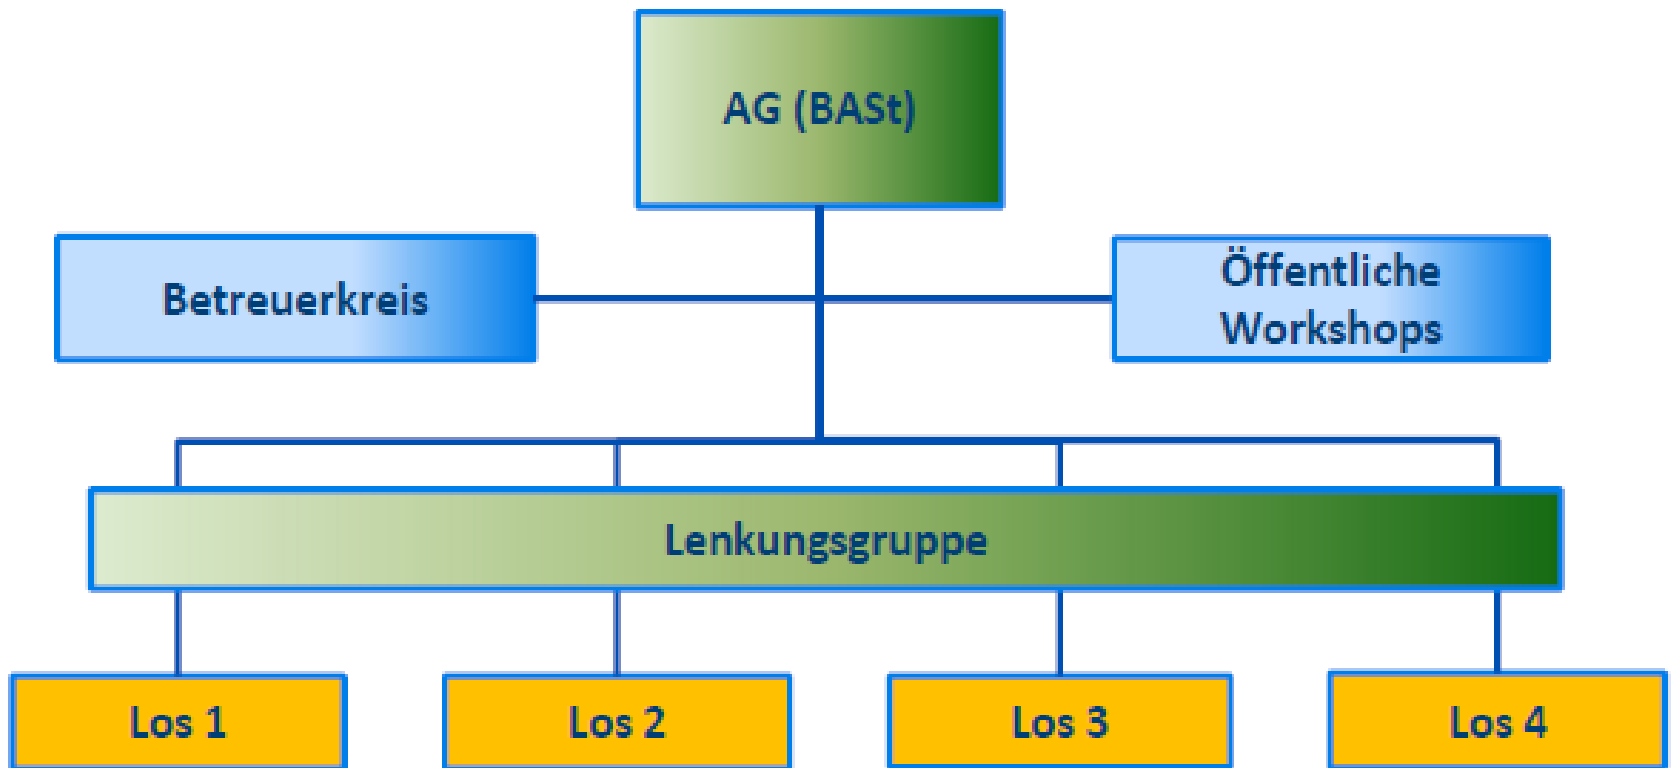 AG (BASt)
Betreuerkreis
Öffentliche
Workshops
Lenkungsgruppe
Los 1
Los 2
Los 3
Los 4